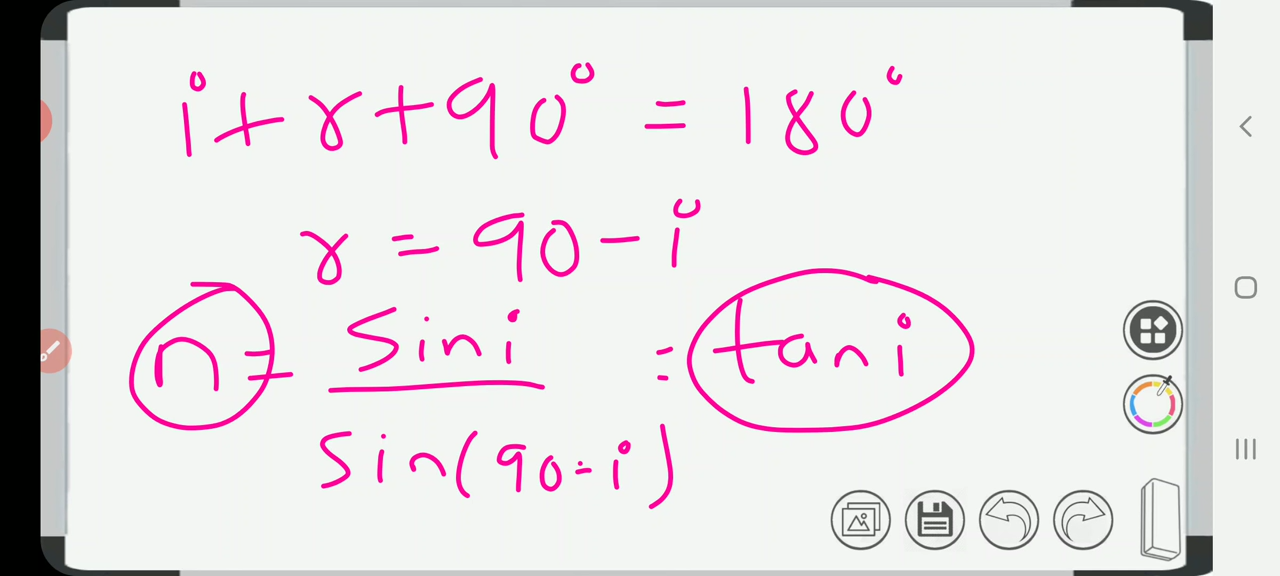 i + r + 90° = 180°
r = 90 - i
n = sin i / sin(90 - i) = tan i